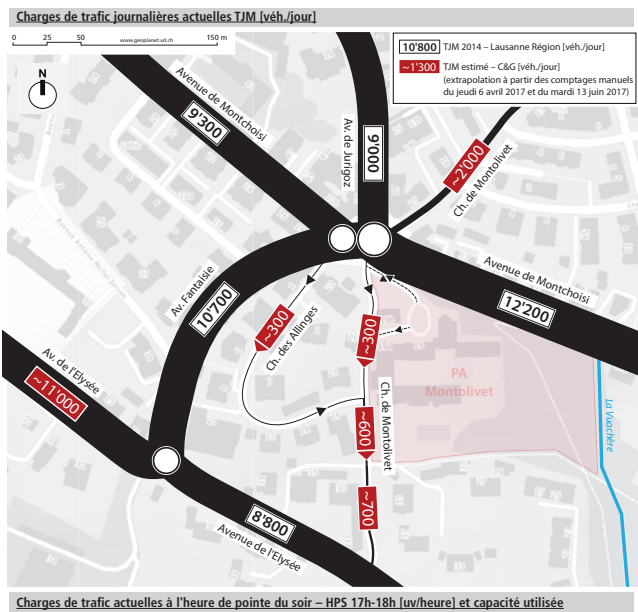 Charges de trafic journalières actuelles TJM [véh./jour]
0 25 50 150 m
www.geoplanet.vd.ch
N
10'800 TJM 2014 – Lausanne Région [véh./jour]
~1'300 TJM estimé – C&G [véh./jour]
(extrapolation à partir des comptages manuels
du jeudi 6 avril 2017 et du mardi 13 juin 2017)
Avenue de Montchoisi
9'300
Av. de Jurigoz
9'000
~2'000
Ch. de Montolivet
Avenue de Montchoisi
12'200
Av. Fantaisie
10'700
~300
Ch. des Allinges
~300
PA
Montolivet
Ch. de Montolivet
~600
~700
La Vuachère
Av. de l'Elysée
~11'000
8'800
Avenue de l'Elysée
Charges de trafic actuelles à l'heure de pointe du soir – HPS 17h-18h [uv/heure] et capacité utilisée